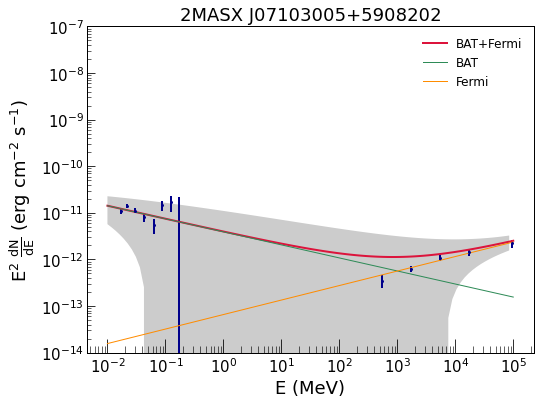 2MASX J07103005+5908202
E² dN/dE (erg cm⁻² s⁻¹)
10⁻⁷
10⁻⁸
10⁻⁹
10⁻¹⁰
10⁻¹¹
10⁻¹²
10⁻¹³
10⁻¹⁴
BAT+Fermi
BAT
Fermi
10⁻² 10⁻¹ 10⁰ 10¹ 10² 10³ 10⁴ 10⁵
E (MeV)